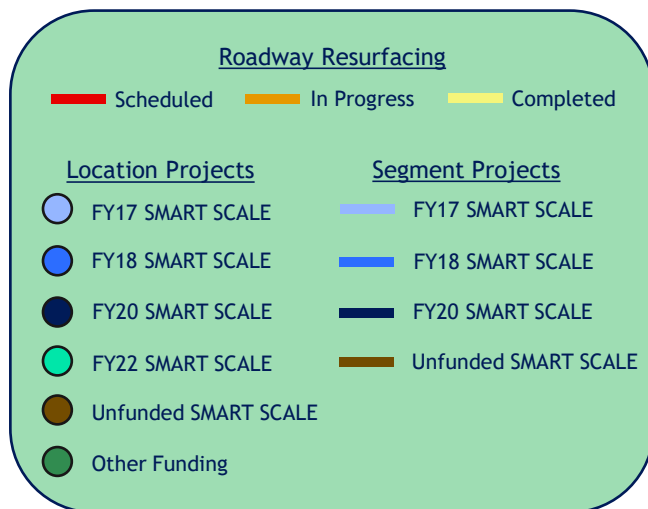 Roadway Resurfacing
Scheduled In Progress Completed
Location Projects Segment Projects
FY17 SMART SCALE FY17 SMART SCALE
FY18 SMART SCALE FY18 SMART SCALE
FY20 SMART SCALE FY20 SMART SCALE
FY22 SMART SCALE Unfunded SMART SCALE
Unfunded SMART SCALE
Other Funding